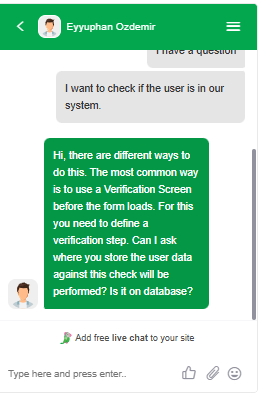 Eyyuphan Ozdemir
I have a question
I want to check if the user is in our
system.
Hi, there are different ways to
do this. The most common way
is to use a Verification Screen
before the form loads. For this
you need to define a
verification step. Can I ask
where you store the user data
against this check will be
performed? Is it on database?
Add free live chat to your site
Type here and press enter..